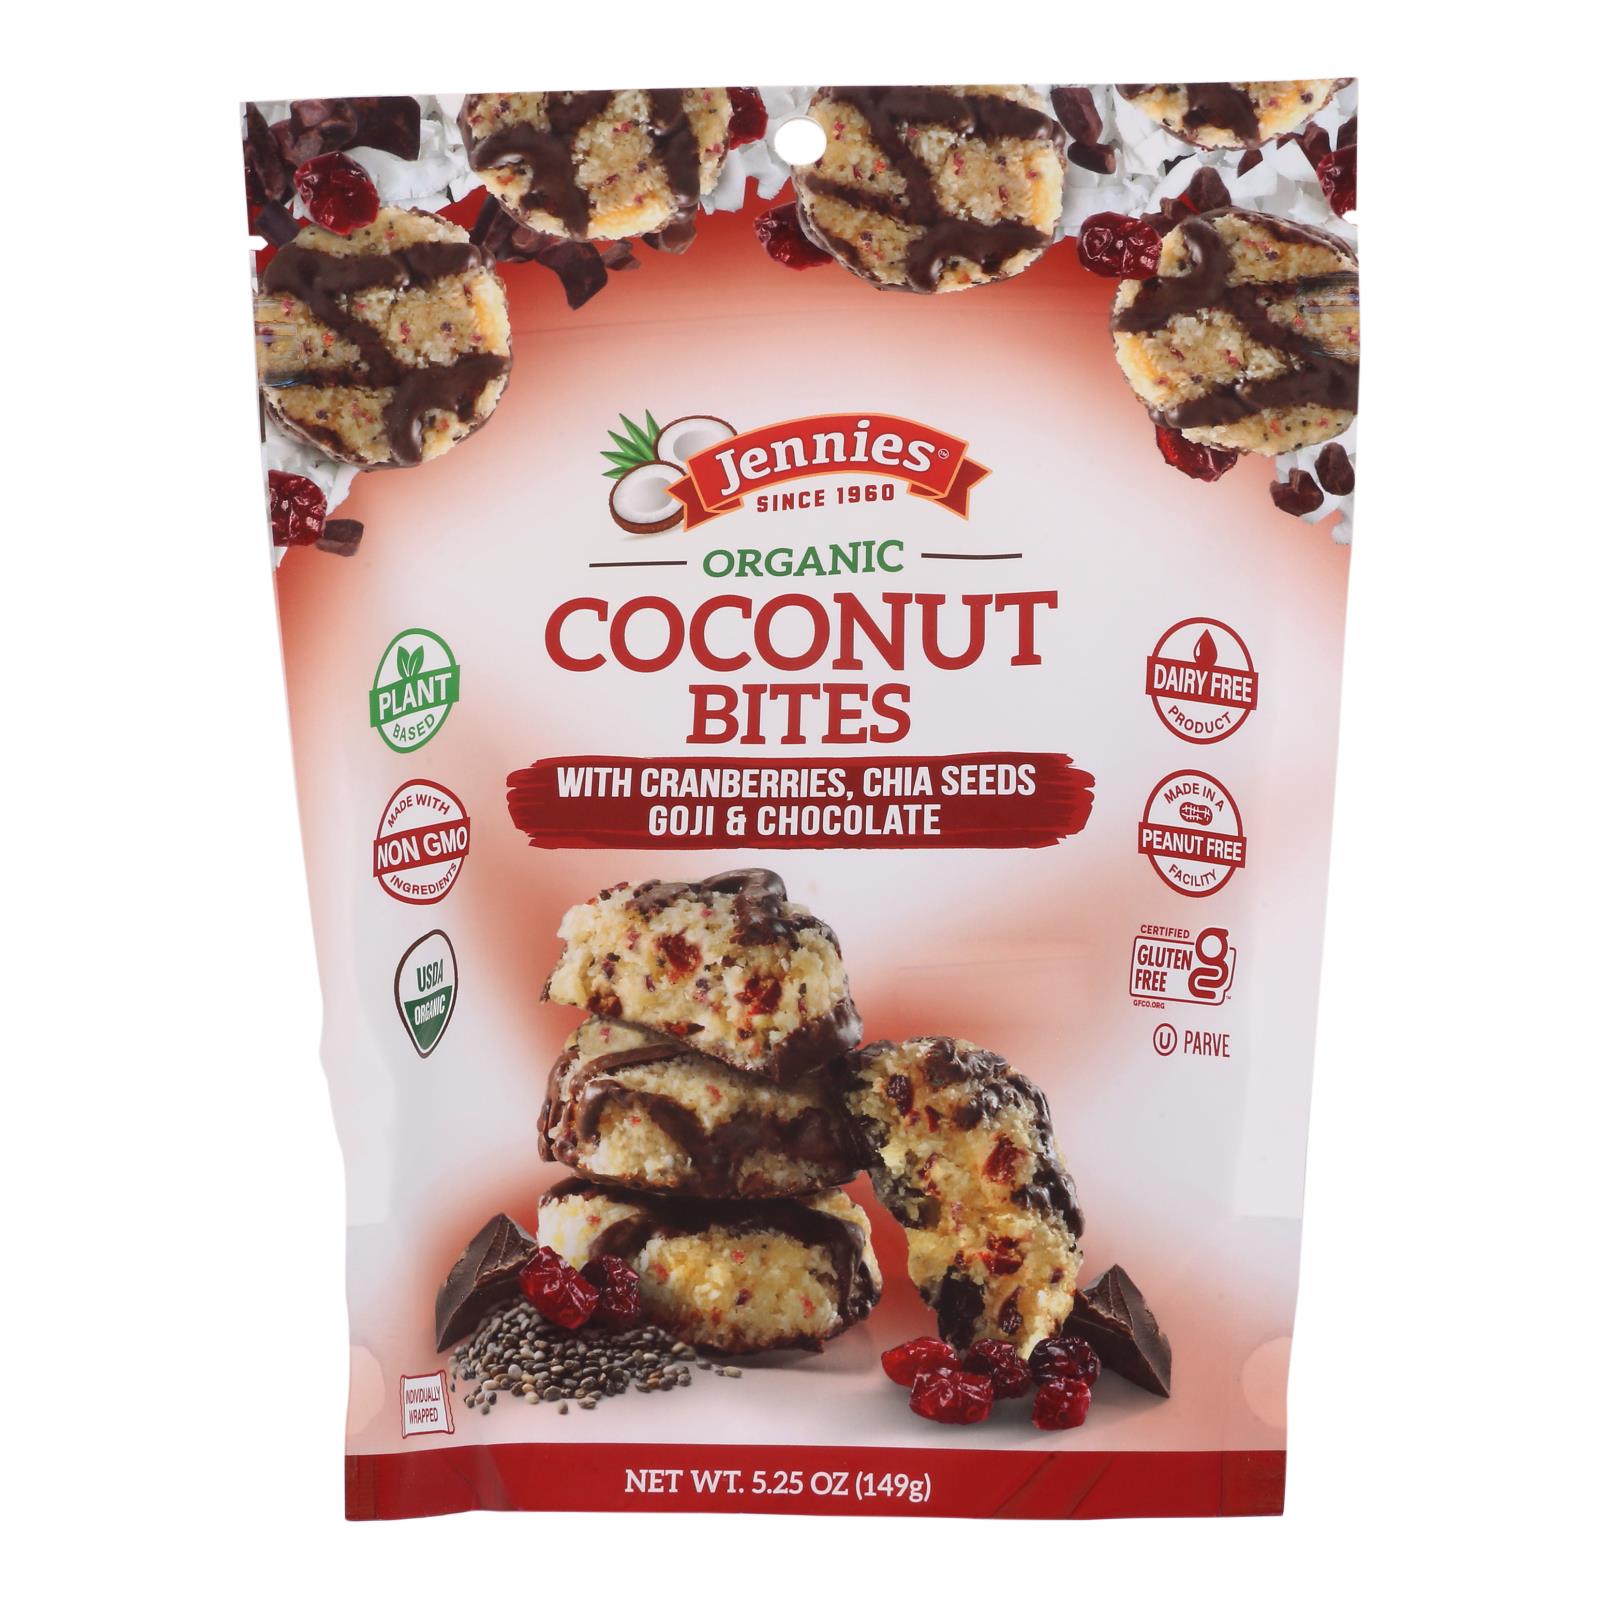 Jennies™
SINCE 1960
ORGANIC
COCONUT
BITES
WITH CRANBERRIES, CHIA SEEDS
GOJI & CHOCOLATE
PLANT
BASED
MADE WITH
NON GMO
INGREDIENTS
USDA
ORGANIC
DAIRY FREE
PRODUCT
MADE IN A
PEANUT FREE
FACILITY
CERTIFIED
GLUTEN
FREE
GFCO.ORG
U PARVE
INDIVIDUALLY
WRAPPED
NET WT. 5.25 OZ (149g)